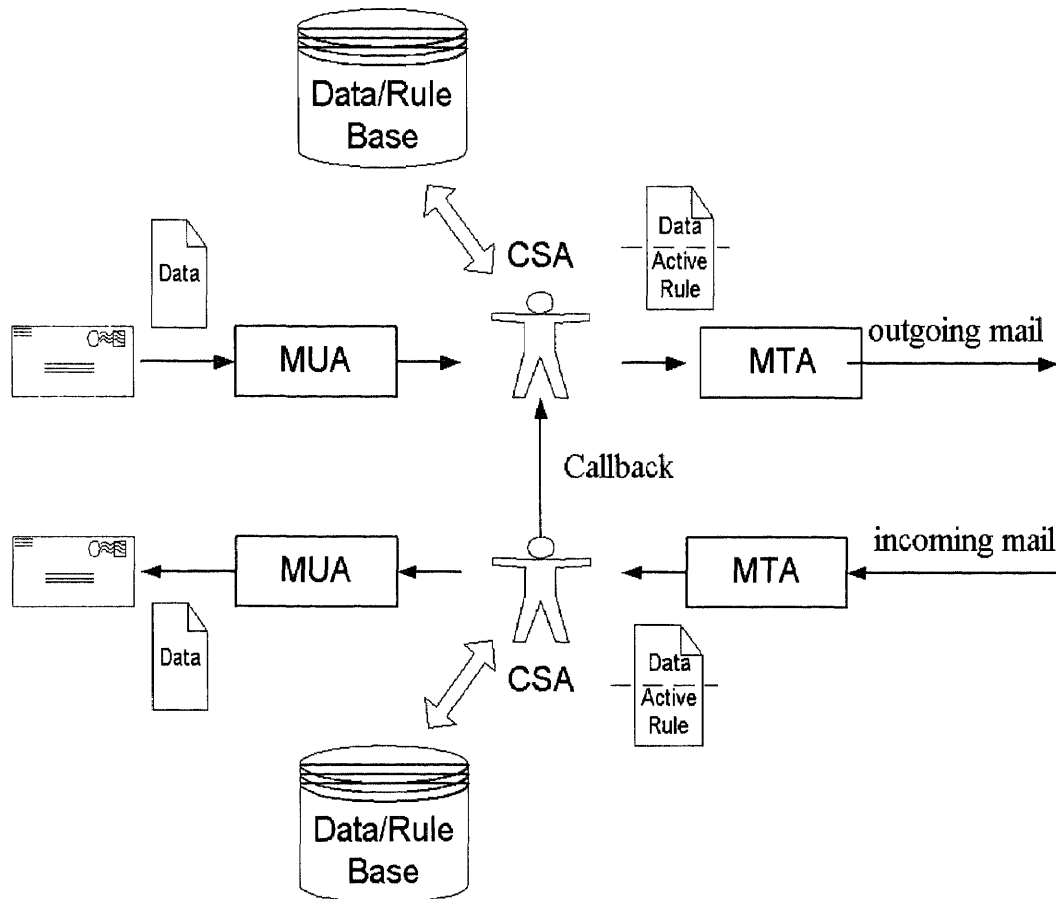 Data/Rule
Base
Data
CSA
Data
Active
Rule
MUA
MTA
outgoing mail
Callback
MUA
MTA
incoming mail
Data
CSA
Data
Active
Rule
Data/Rule
Base